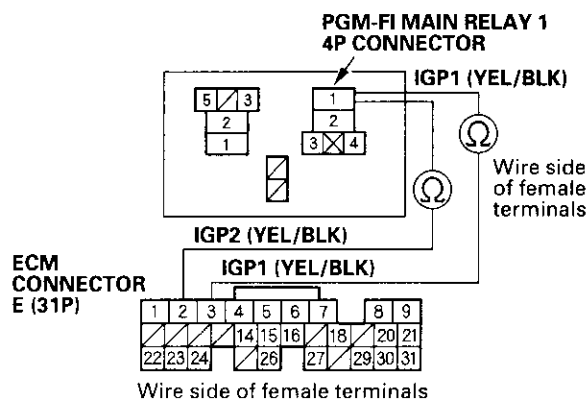 PGM-FI MAIN RELAY 1
4P CONNECTOR
IGP1 (YEL/BLK)
5 3
2
1
1
2
3 4
Ω
Ω
Wire side
of female
terminals
IGP2 (YEL/BLK)
IGP1 (YEL/BLK)
ECM
CONNECTOR
E (31P)
1 2 3 4 5 6 7 8 9
14 15 16 18 20 21
22 23 24 26 27 29 30 31
Wire side of female terminals